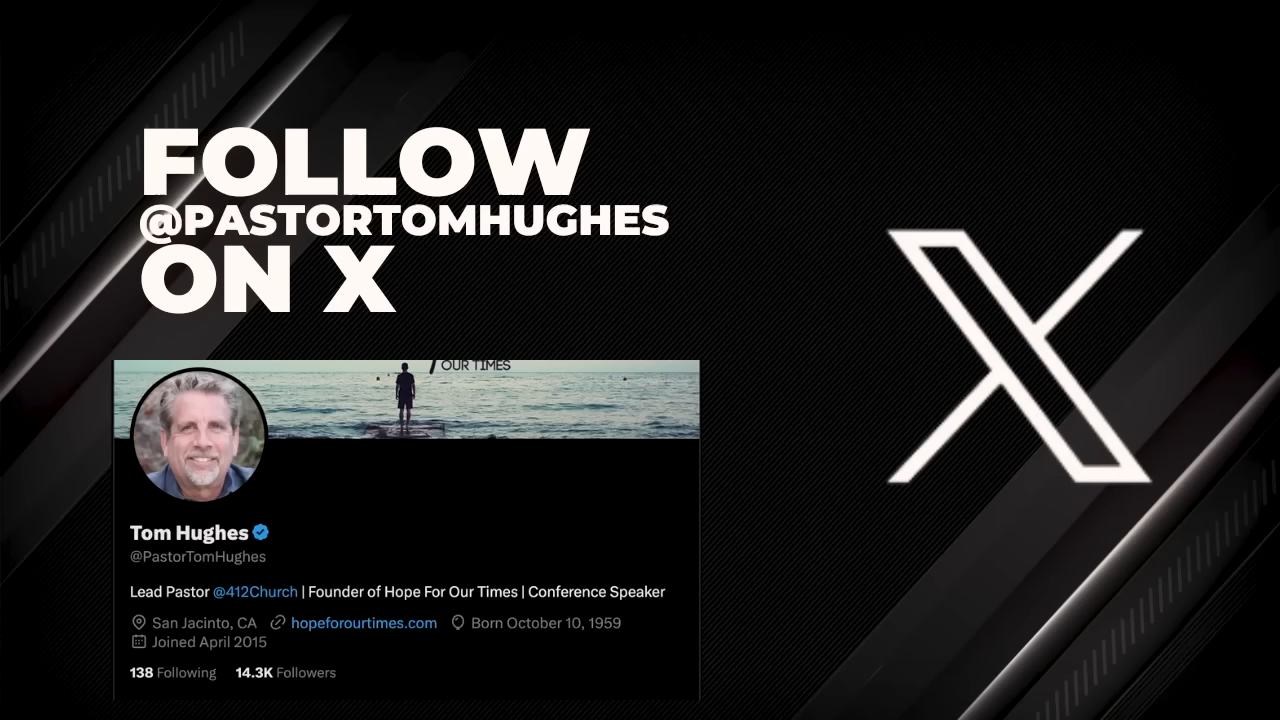 FOLLOW
@PASTORTOMHUGHES
ON X
OUR TIMES
Tom Hughes
@PastorTomHughes
Lead Pastor @412Church | Founder of Hope For Our Times | Conference Speaker
San Jacinto, CA hopeforourtimes.com Born October 10, 1959
Joined April 2015
138 Following 14.3K Followers